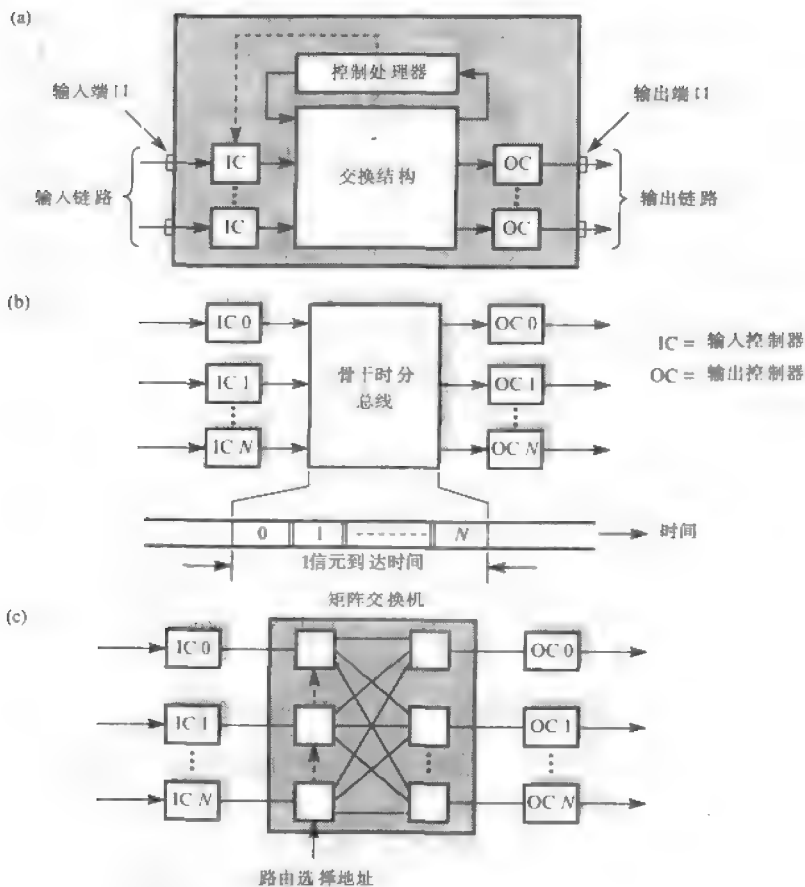 (a)
控制处理器
输入端口
输出端口
IC
交换结构
OC
输入链路
输出链路
IC
OC
(b)
IC 0
OC 0
IC = 输入控制器
OC = 输出控制器
IC 1
骨干时分
总线
OC 1
IC N
OC N
0
1
N
时间
1信元到达时间
矩阵交换机
(c)
IC 0
OC 0
IC 1
OC 1
IC N
OC N
路由选择地址